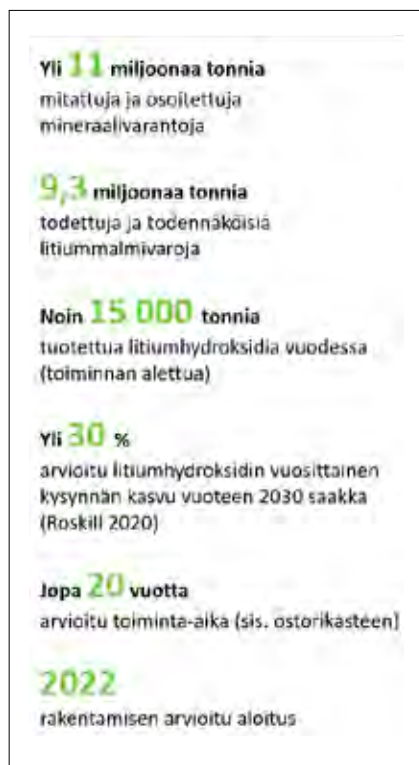 Yli 11 miljoonaa tonnia
mitattuja ja osoitettuja
mineraalivarantoja
9,3 miljoonaa tonnia
todettuja ja todennäköisiä
litiummalmivaroja
Noin 15 000 tonnia
tuotettua litiumhydroksidia vuodessa
(toiminnan alettua)
Yli 30 %
arvioitu litiumhydroksidin vuosittainen
kysynnän kasvu vuoteen 2030 saakka
(Roskill 2020)
Jopa 20 vuotta
arvioitu toiminta-aika (sis. ostorikasteen)
2022
rakentamisen arvioitu aloitus